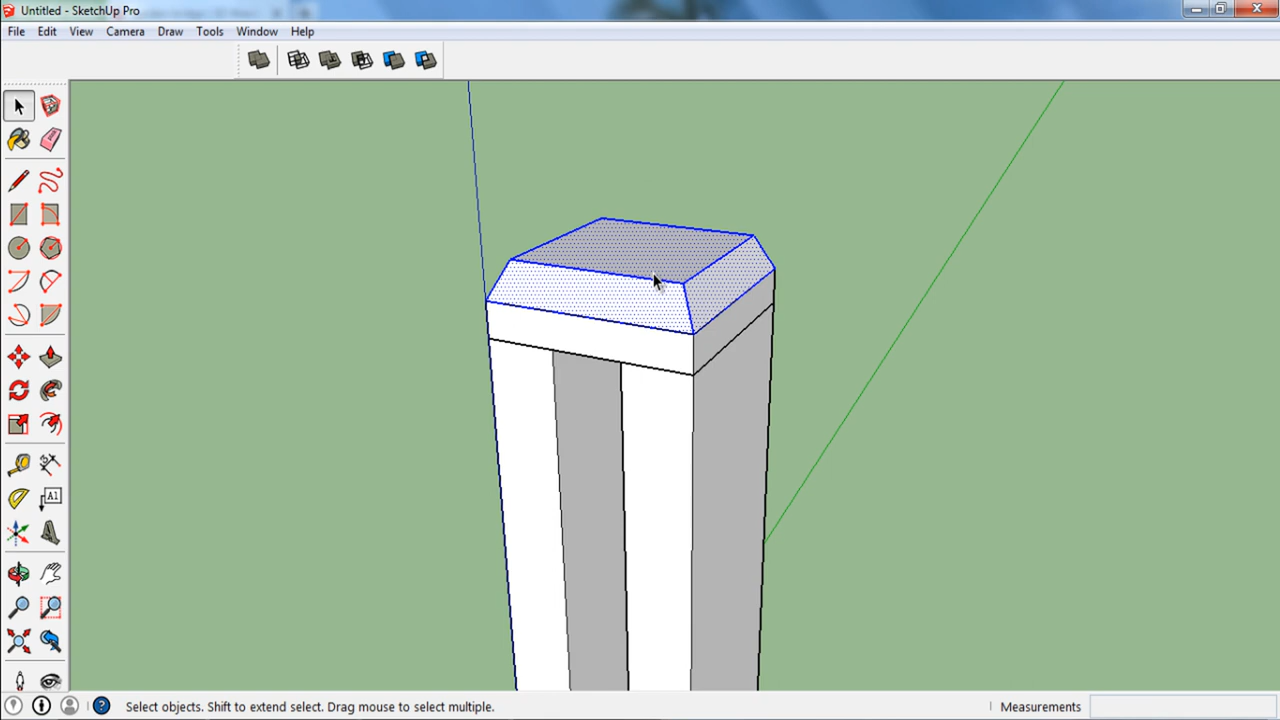 Untitled - SketchUp Pro
File Edit View Camera Draw Tools Window Help
A1
Select objects. Shift to extend select. Drag mouse to select multiple.
Measurements